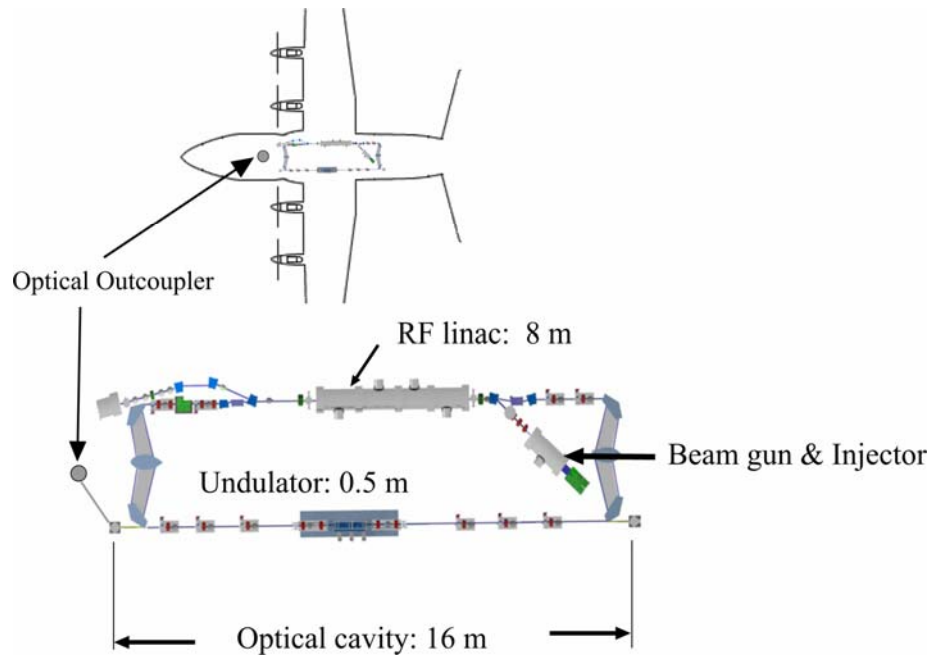 Optical Outcoupler
RF linac: 8 m
Beam gun & Injector
Undulator: 0.5 m
Optical cavity: 16 m